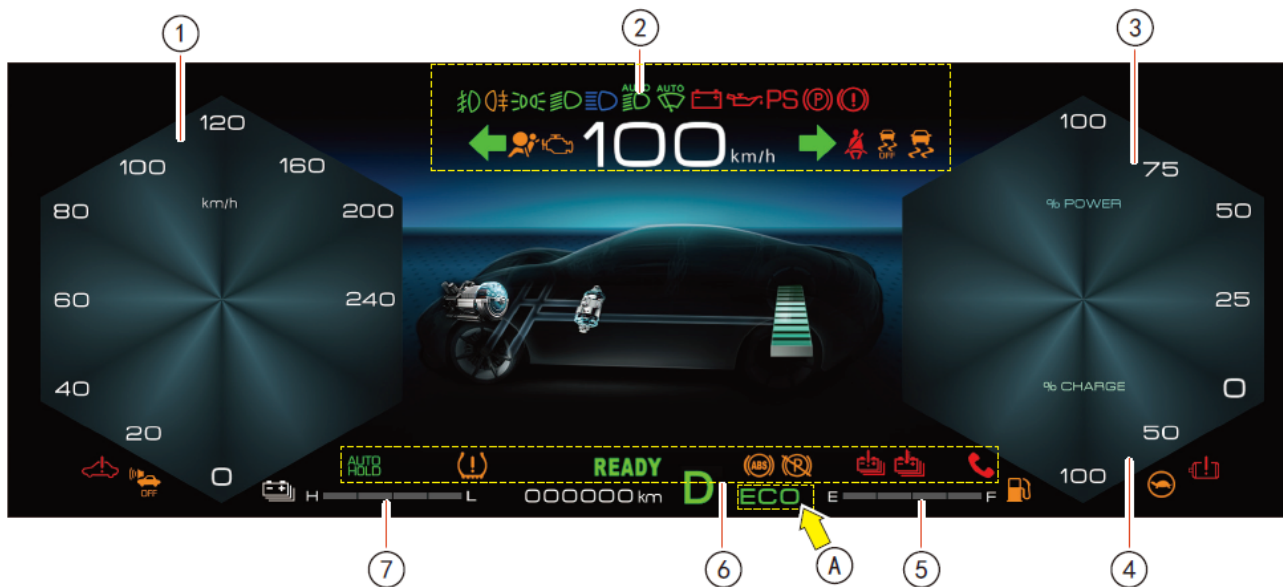 1 2 3
AUTO AUTO
PS P
100 km/h
OFF
120
100 160
km/h
80 200
60 240
40
20
0
100
75
% POWER
50
25
0
% CHARGE
50
100
OFF
AUTO HOLD
READY
ABS P
H L
000000 km D ECO
E F
7 6 A 5 4